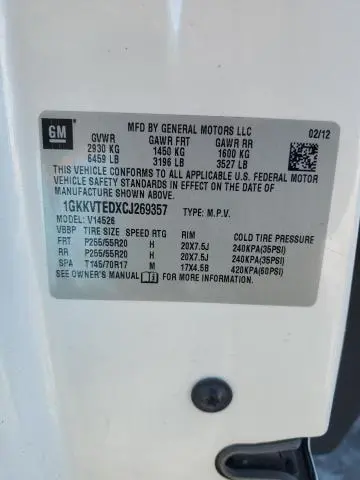 GM
MFD BY GENERAL MOTORS LLC 02/12
GVWR GAWR FRT GAWR RR
2930 KG 1450 KG 1600 KG
6459 LB 3196 LB 3527 LB
THIS VEHICLE CONFORMS TO ALL APPLICABLE U.S. FEDERAL MOTOR
VEHICLE SAFETY AND THEFT PREVENTION STANDARDS IN EFFECT ON THE DATE OF
MANUFACTURE SHOWN ABOVE.
1GKKVTEDXCJ269357 TYPE: M.P.V.
MODEL: V14526
VBBP TIRE SIZE SPEED RTG RIM COLD TIRE PRESSURE
FRT P255/55R20 H 20X7.5J 240KPA(35PSI)
RR P255/55R20 H 20X7.5J 240KPA(35PSI)
SPA T145/70R17 M 17X4.5B 420KPA(60PSI)
SEE OWNER'S MANUAL FOR MORE INFORMATION.